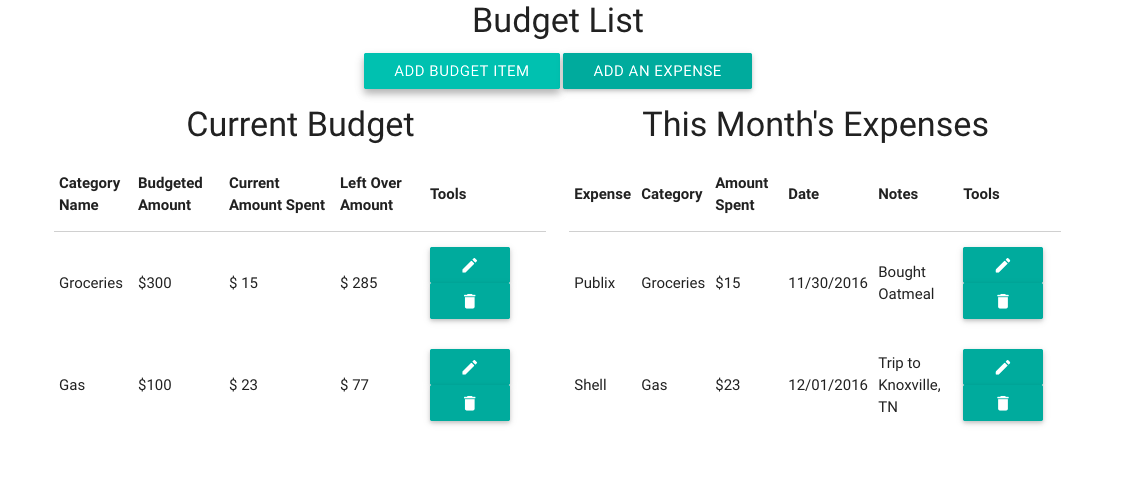 Budget List
ADD BUDGET ITEM ADD AN EXPENSE
Current Budget
Category Name Budgeted Amount Current Amount Spent Left Over Amount Tools
Groceries $300 $ 15 $ 285
Gas $100 $ 23 $ 77
This Month's Expenses
Expense Category Amount Spent Date Notes Tools
Publix Groceries $15 11/30/2016 Bought Oatmeal
Shell Gas $23 12/01/2016 Trip to Knoxville, TN